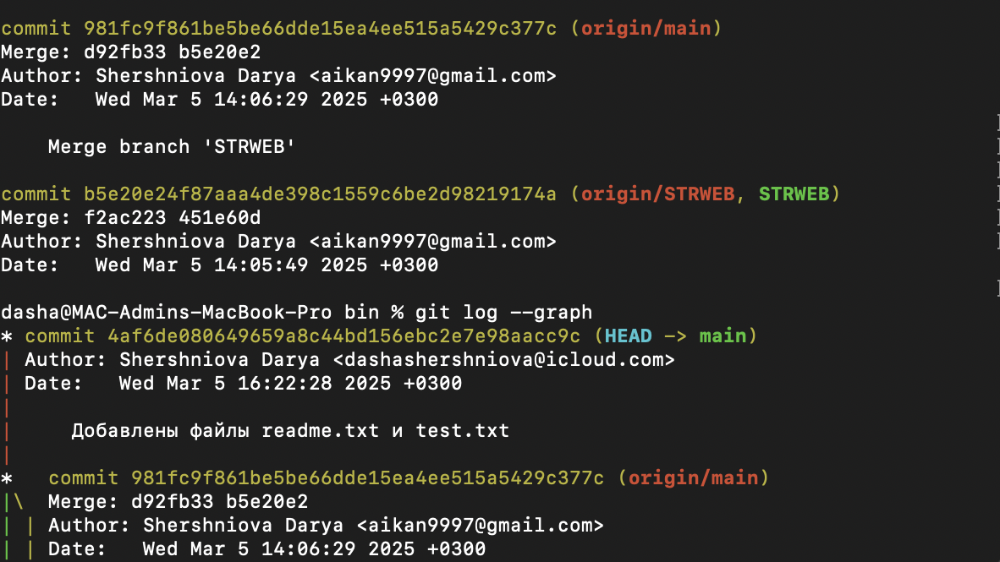 commit 981fc9f861be5be66dde15ea4ee515a5429c377c (origin/main)
Merge: d92fb33 b5e20e2
Author: Shershniova Darya <aikan9997@gmail.com>
Date:   Wed Mar 5 14:06:29 2025 +0300
    Merge branch 'STRWEB'
commit b5e20e24f87aaa4de398c1559c6be2d98219174a (origin/STRWEB, STRWEB)
Merge: f2ac223 451e60d
Author: Shershniova Darya <aikan9997@gmail.com>
Date:   Wed Mar 5 14:05:49 2025 +0300
dasha@MAC-Admins-MacBook-Pro bin % git log --graph
* commit 4af6de080649659a8c44bd156ebc2e7e98aacc9c (HEAD -> main)
| Author: Shershniova Darya <dashashershniova@icloud.com>
| Date:   Wed Mar 5 16:22:28 2025 +0300
|
|     Добавлены файлы readme.txt и test.txt
|
*   commit 981fc9f861be5be66dde15ea4ee515a5429c377c (origin/main)
|\  Merge: d92fb33 b5e20e2
| | Author: Shershniova Darya <aikan9997@gmail.com>
| | Date:   Wed Mar 5 14:06:29 2025 +0300